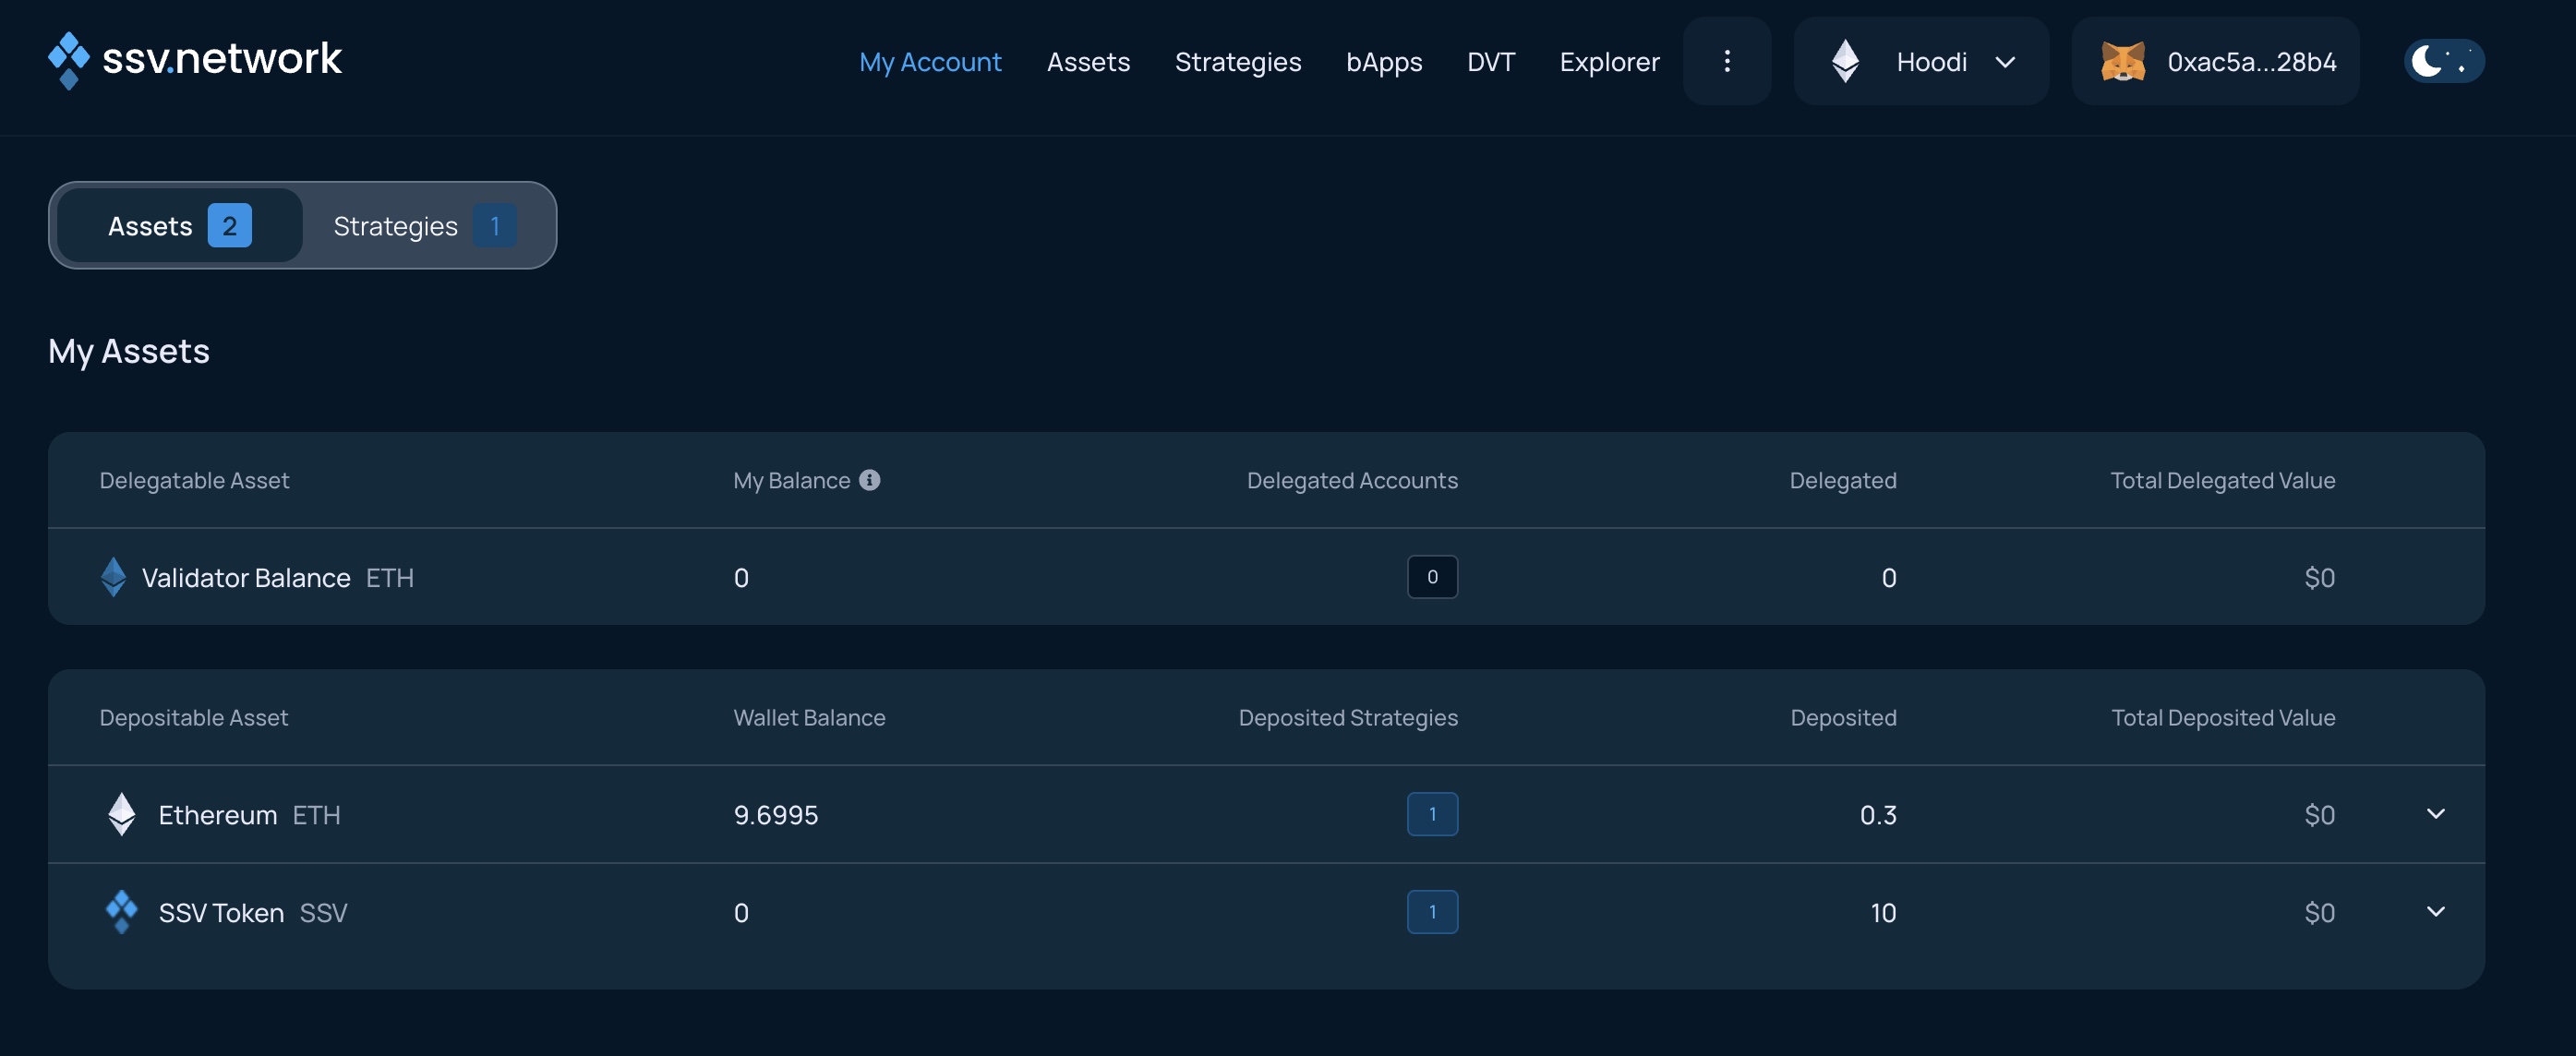 ssv.network My Account Assets Strategies bApps DVT Explorer Hoodi 0xac5a...28b4
Assets 2 Strategies 1
My Assets
Delegatable Asset My Balance Delegated Accounts Delegated Total Delegated Value
Validator Balance ETH 0 0 0 $0
Depositable Asset Wallet Balance Deposited Strategies Deposited Total Deposited Value
Ethereum ETH 9.6995 1 0.3 $0
SSV Token SSV 0 1 10 $0